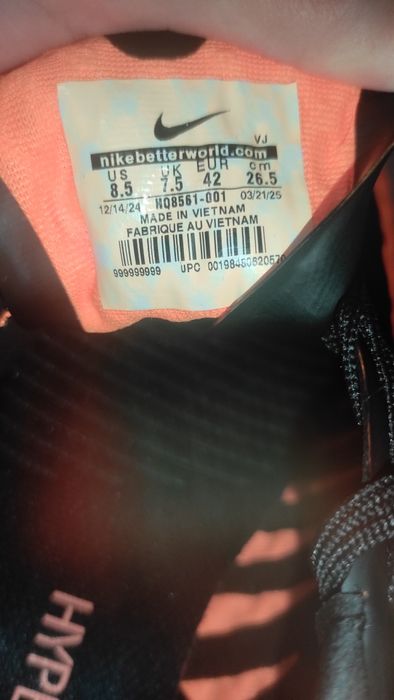 VJ
nikebetterworld.com
US UK EUR cm
8.5 7.5 42 26.5
12/14/24 HQ8561-001 03/21/25
MADE IN VIETNAM
FABRIQUE AU VIETNAM
999999999 UPC
HYPE